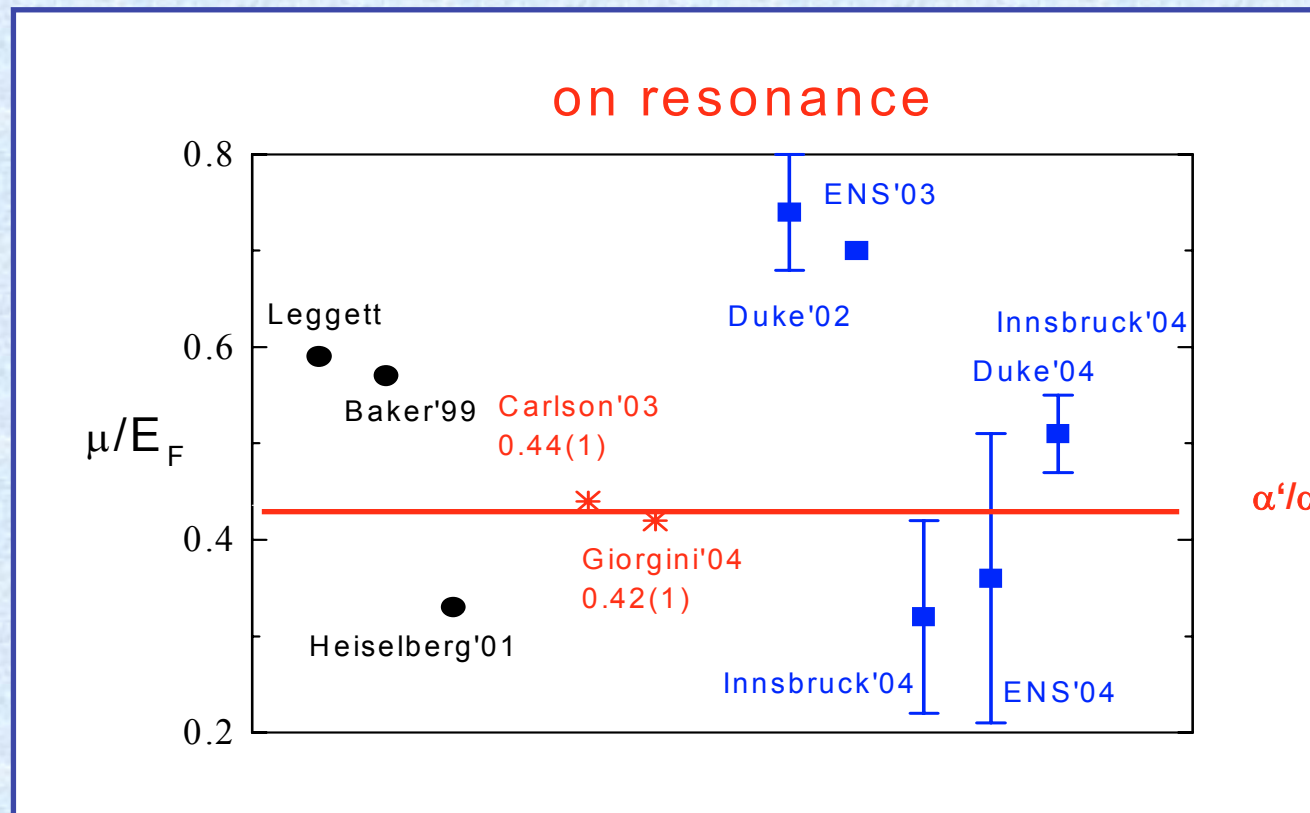 on resonance
0.8
0.6
0.4
0.2
μ/E_F
Leggett
Baker'99
Heiselberg'01
Carlson'03
0.44(1)
Giorgini'04
0.42(1)
ENS'03
Duke'02
Innsbruck'04
Duke'04
Innsbruck'04
ENS'04
α‘/